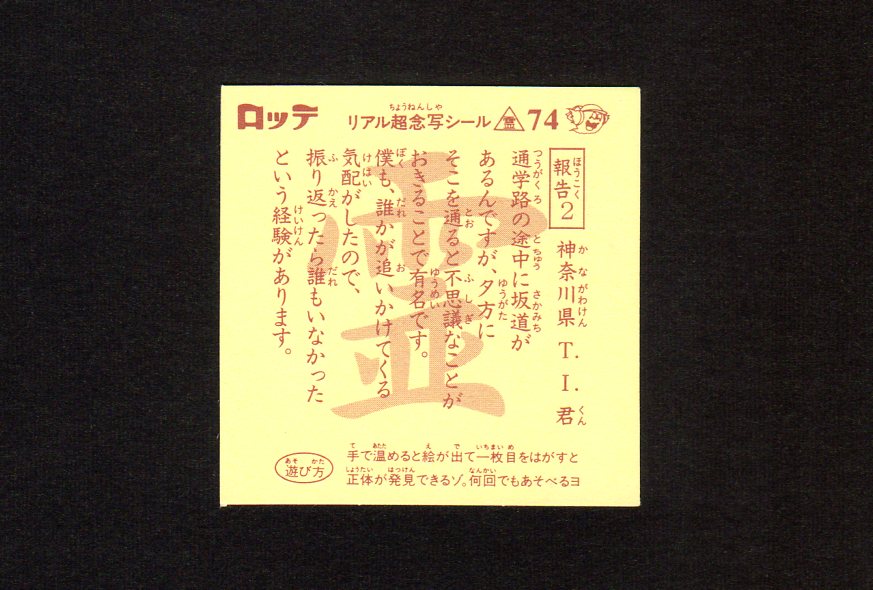 ロッテ リアル超念写シール 霊 74
報告2 神奈川県 T.I.君
通学路の途中に坂道が
あるんですが、夕方に
そこを通ると不思議なことが
おきることで有名です。
僕も、誰かが追いかけてくる
気配がしたので、
振り返ったら誰もいなかった
という経験があります。
霊
遊び方
手で温めると絵が出て一枚目をはがすと
正体が発見できるゾ。何回でもあそべるヨ